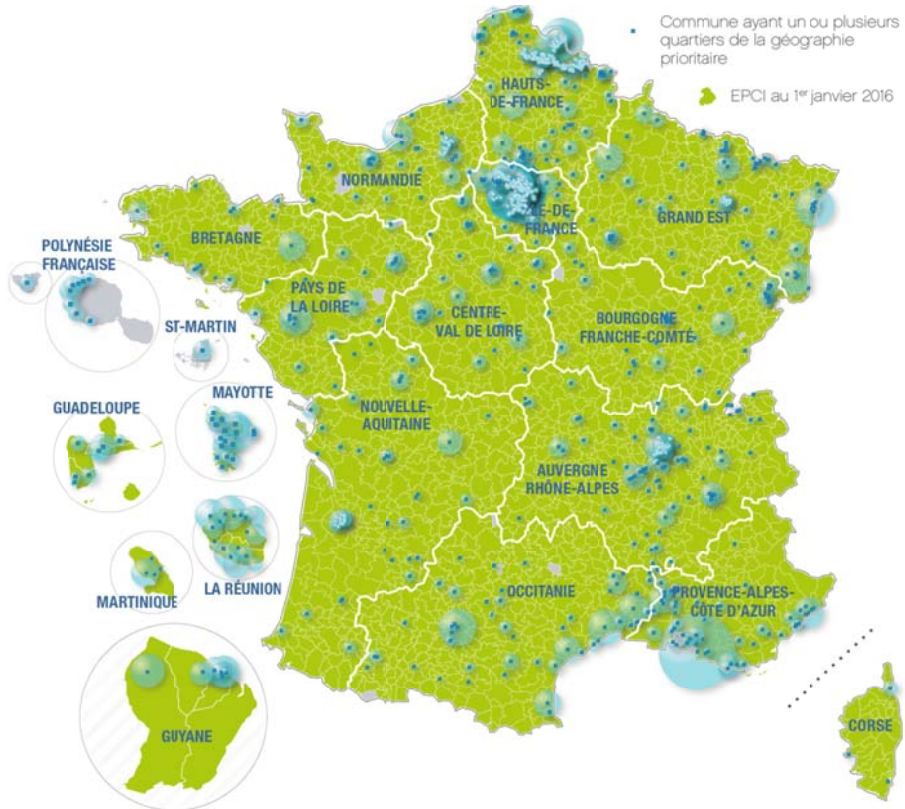 Commune ayant un ou plusieurs
quartiers de la géographie
prioritaire
EPCI au 1er janvier 2016
HAUTS-
DE-FRANCE
NORMANDIE
ÎLE-DE-
FRANCE
GRAND EST
BRETAGNE
POLYNÉSIE
FRANÇAISE
PAYS DE
LA LOIRE
CENTRE-
VAL DE LOIRE
BOURGOGNE
FRANCHE-COMTÉ
ST-MARTIN
MAYOTTE
GUADELOUPE
NOUVELLE-
AQUITAINE
AUVERGNE
RHÔNE-ALPES
MARTINIQUE
LA RÉUNION
OCCITANIE
PROVENCE-ALPES-
CÔTE D'AZUR
GUYANE
CORSE